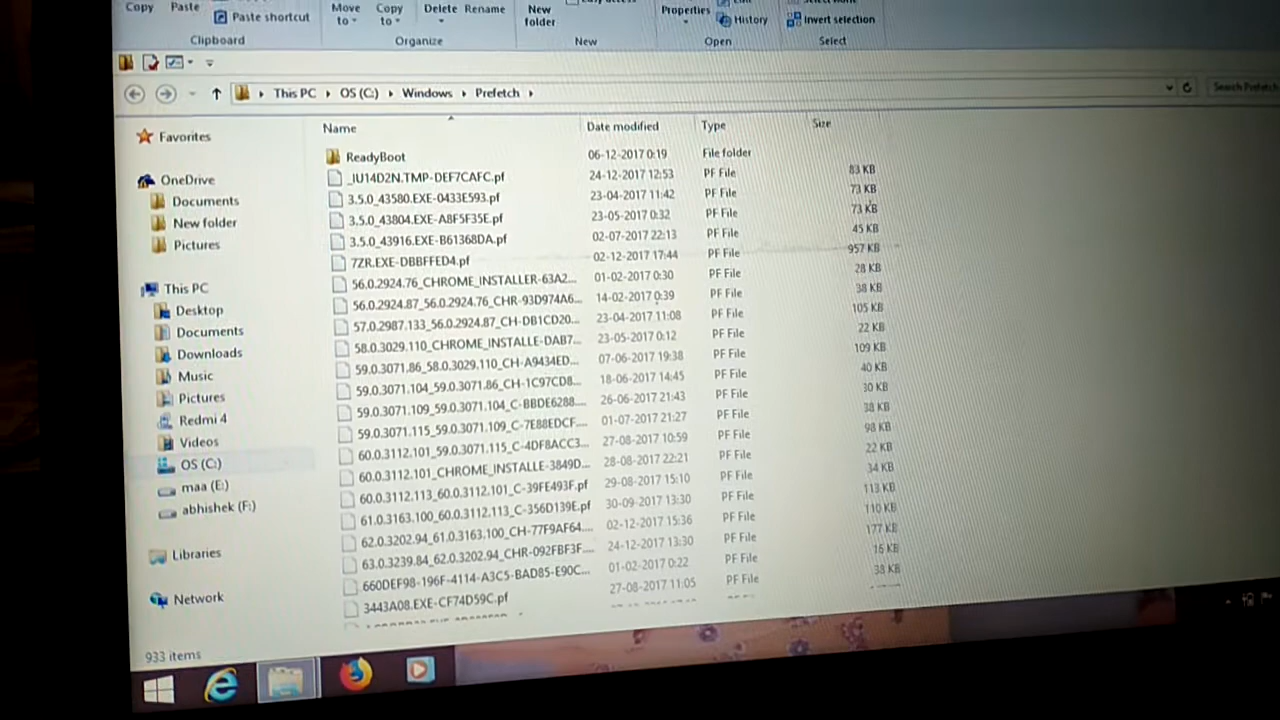 Copy Paste Paste shortcut Move to Copy to Delete Rename New folder Properties History Invert selection
Clipboard Organize New Open Select
This PC OS (C:) Windows Prefetch Search Prefetch
Favorites
OneDrive
Documents
New folder
Pictures
This PC
Desktop
Documents
Downloads
Music
Pictures
Redmi 4
Videos
OS (C:)
maa (E:)
abhishek (F:)
Libraries
Network
Name Date modified Type Size
ReadyBoot 06-12-2017 0:19 File folder
_IU14D2N.TMP-DEF7CAFC.pf 24-12-2017 12:53 PF File 83 KB
3.5.0_43580.EXE-0433E593.pf 23-04-2017 11:42 PF File 73 KB
3.5.0_43804.EXE-A8F5F35E.pf 23-05-2017 0:32 PF File 73 KB
3.5.0_43916.EXE-B61368DA.pf 02-07-2017 22:13 PF File 45 KB
7ZR.EXE-DBBFFED4.pf 02-12-2017 17:44 PF File 957 KB
56.0.2924.76_CHROME_INSTALLER-63A2... 01-02-2017 0:30 PF File 28 KB
56.0.2924.87_56.0.2924.76_CHR-93D974A6... 14-02-2017 0:39 PF File 38 KB
57.0.2987.133_56.0.2924.87_CH-DB1CD20... 23-04-2017 11:08 PF File 105 KB
58.0.3029.110_CHROME_INSTALLE-DAB7... 23-05-2017 0:12 PF File 22 KB
59.0.3071.86_58.0.3029.110_CH-A9434ED... 07-06-2017 19:38 PF File 109 KB
59.0.3071.104_59.0.3071.86_CH-1C97CD8... 18-06-2017 14:45 PF File 40 KB
59.0.3071.109_59.0.3071.104_C-BBDE6288... 26-06-2017 21:43 PF File 30 KB
59.0.3071.115_59.0.3071.109_C-7E88EDCF... 01-07-2017 21:27 PF File 38 KB
60.0.3112.101_59.0.3071.115_C-4DF8ACC3... 27-08-2017 10:59 PF File 98 KB
60.0.3112.101_CHROME_INSTALLE-3849D... 28-08-2017 22:21 PF File 22 KB
60.0.3112.113_60.0.3112.101_C-39FE493F.pf 29-08-2017 15:10 PF File 34 KB
61.0.3163.100_60.0.3112.113_C-356D139E.pf 30-09-2017 13:30 PF File 113 KB
62.0.3202.94_61.0.3163.100_CH-77F9AF64.... 02-12-2017 15:36 PF File 110 KB
63.0.3239.84_62.0.3202.94_CHR-092FBF3F.... 24-12-2017 13:30 PF File 177 KB
660DEF98-196F-4114-A3C5-BAD85-E90C... 01-02-2017 0:22 PF File 16 KB
3443A08.EXE-CF74D59C.pf 27-08-2017 11:05 PF File 38 KB
933 items